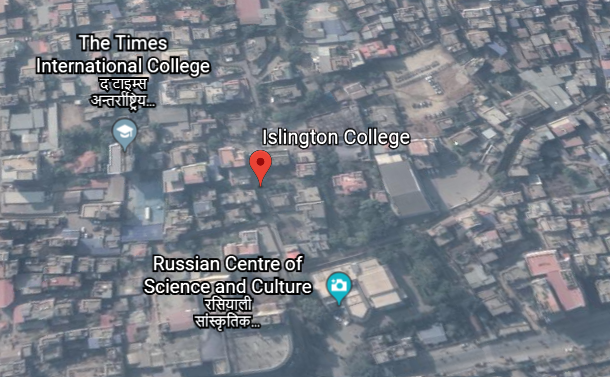 The Times
International College
द टाइम्स
अन्तर्राष्ट्रिय...
Islington College
Russian Centre of
Science and Culture
रसियाली
सांस्कृतिक...